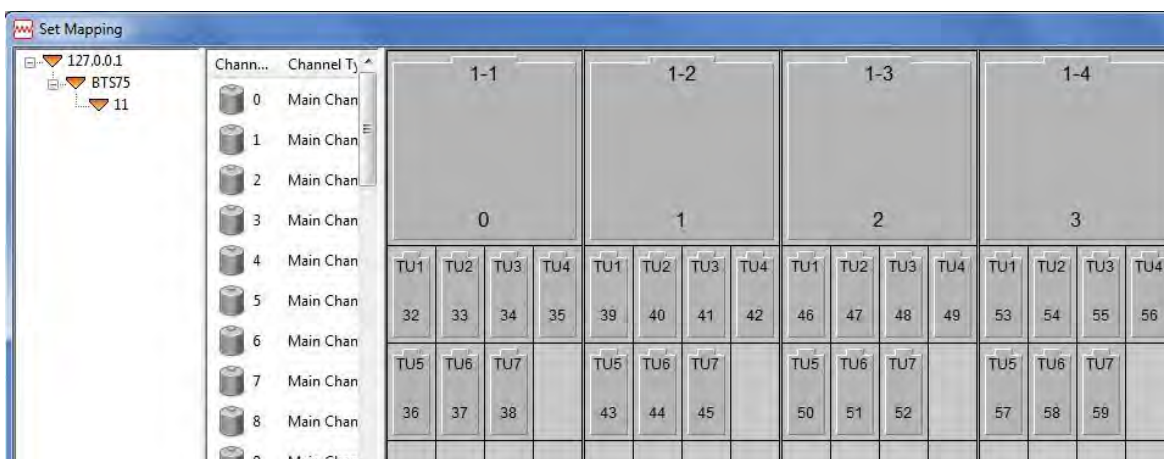 Set Mapping
127.0.0.1
BTS75
11
Chann... Channel Ty
0 Main Chan
1 Main Chan
2 Main Chan
3 Main Chan
4 Main Chan
5 Main Chan
6 Main Chan
7 Main Chan
8 Main Chan
1-1 1-2 1-3 1-4
0 1 2 3
TU1 TU2 TU3 TU4 TU1 TU2 TU3 TU4 TU1 TU2 TU3 TU4 TU1 TU2 TU3 TU4
32 33 34 35 39 40 41 42 46 47 48 49 53 54 55 56
TU5 TU6 TU7 TU5 TU6 TU7 TU5 TU6 TU7 TU5 TU6 TU7
36 37 38 43 44 45 50 51 52 57 58 59